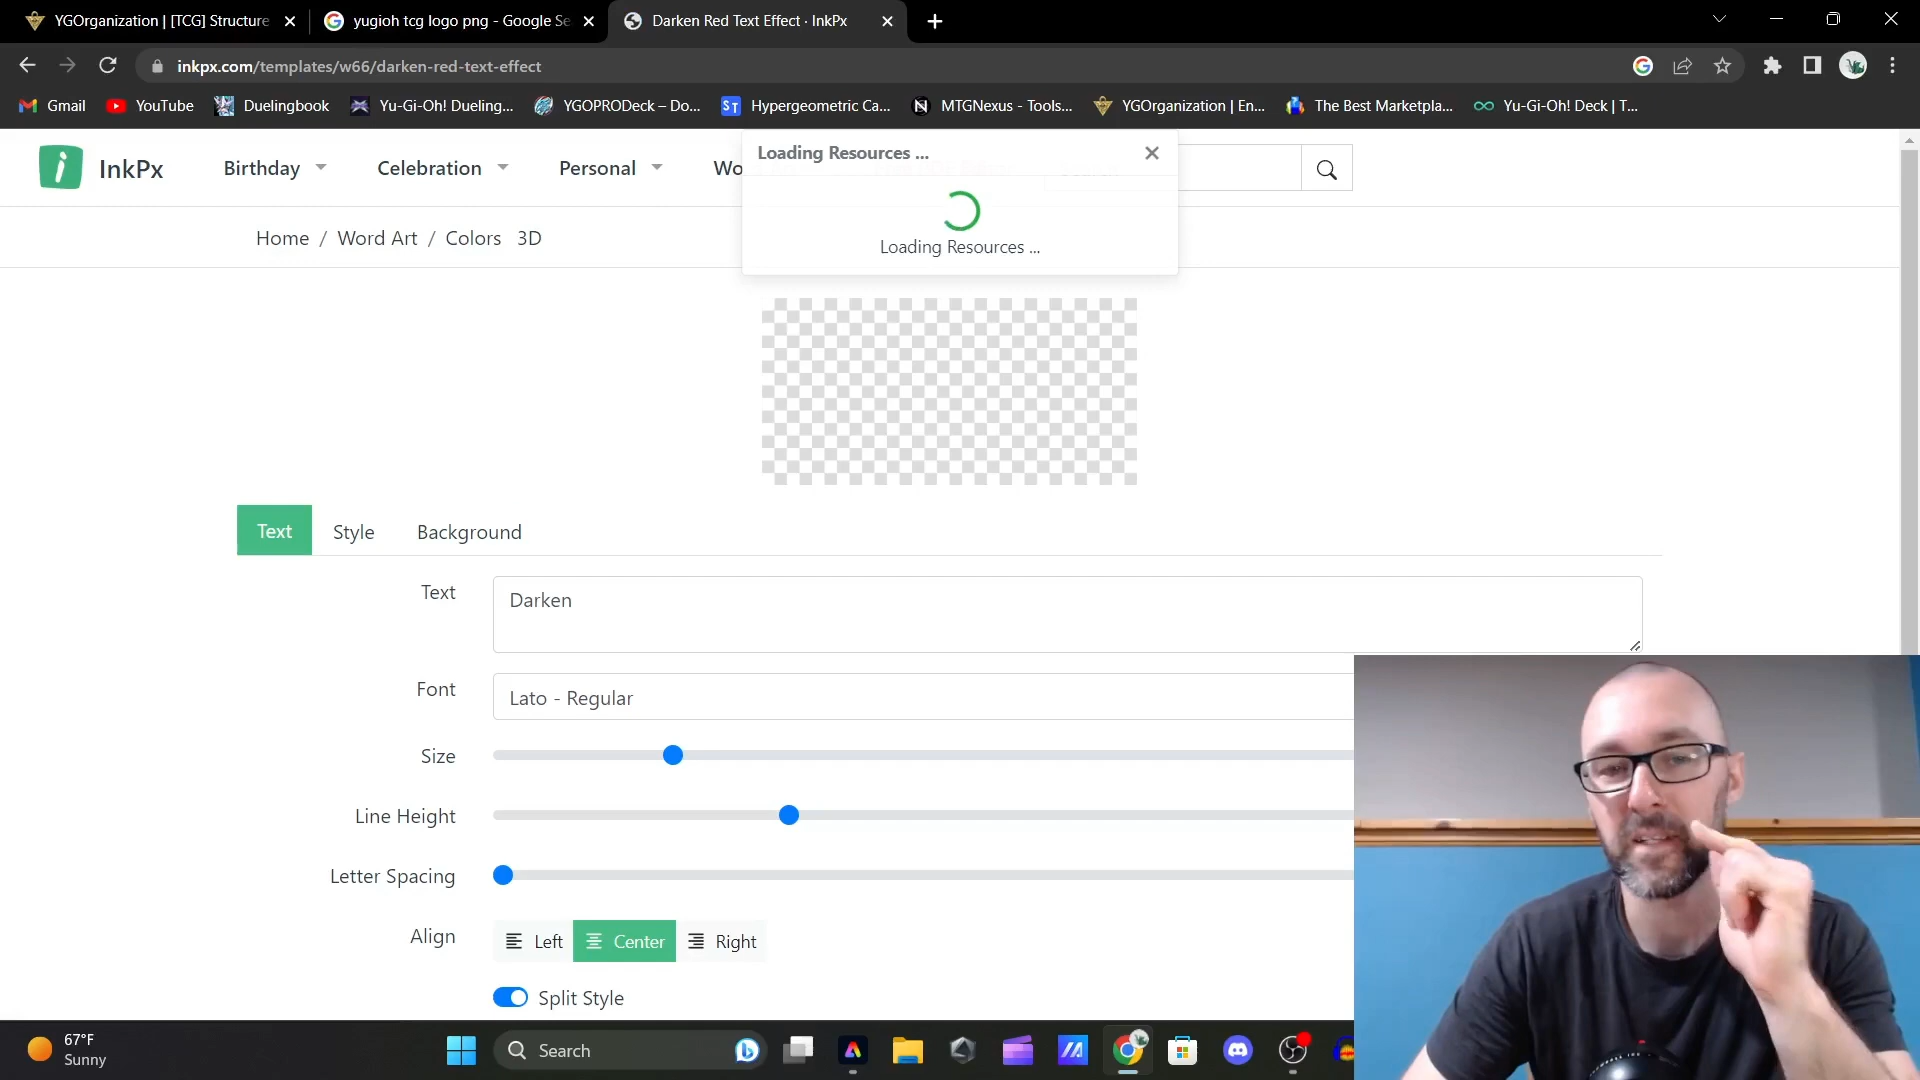 YGOrganization | [TCG] Structure
yugioh tcg logo png - Google Se
Darken Red Text Effect · InkPx
inkpx.com/templates/w66/darken-red-text-effect
Gmail
YouTube
Duelingbook
Yu-Gi-Oh! Dueling...
YGOPRODeck – Do...
ST
Hypergeometric Ca...
MTGNexus - Tools...
YGOrganization | En...
The Best Marketpla...
Yu-Gi-Oh! Deck | T...
InkPx
Birthday
Celebration
Personal
Wo
Loading Resources ...
Loading Resources ...
Home / Word Art / Colors 3D
Text
Style
Background
Text
Darken
Font
Lato - Regular
Size
Line Height
Letter Spacing
Align
Left
Center
Right
Split Style
67°F
Sunny
Search